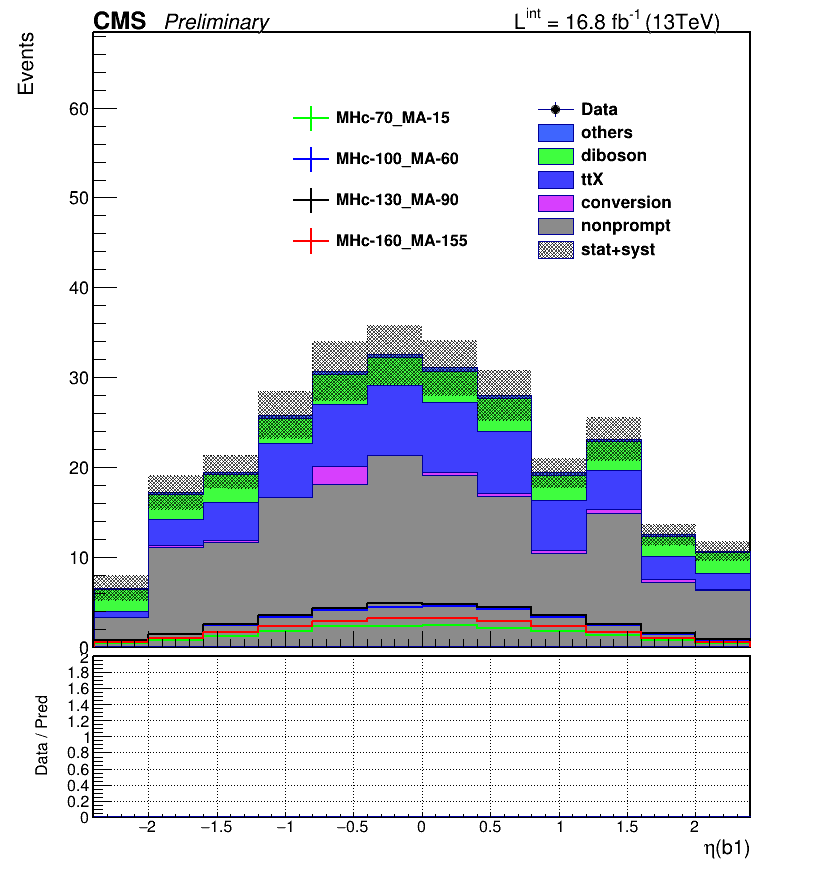 CMS Preliminary L^int = 16.8 fb^-1 (13TeV)
Events
60
50
40
30
20
10
0
MHc-70_MA-15
MHc-100_MA-60
MHc-130_MA-90
MHc-160_MA-155
Data
others
diboson
ttX
conversion
nonprompt
stat+syst
Data / Pred
2
1.8
1.6
1.4
1.2
1
0.8
0.6
0.4
0.2
0
−2 −1.5 −1 −0.5 0 0.5 1 1.5 2
η(b1)